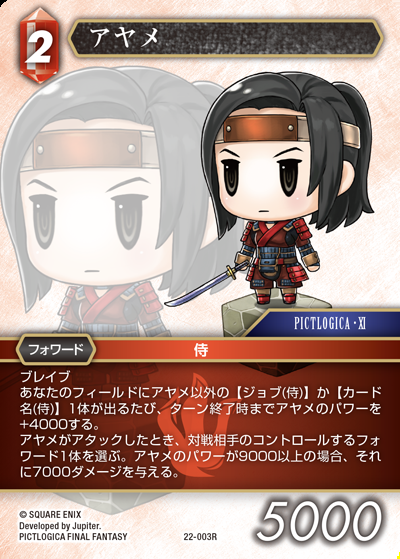 2
アヤメ
PICTLOGICA・XI
フォワード
侍
ブレイブ
あなたのフィールドにアヤメ以外の【ジョブ(侍)】か【カード
名(侍)】1体が出るたび、ターン終了時までアヤメのパワーを
+4000する。
アヤメがアタックしたとき、対戦相手のコントロールするフォ
ワード1体を選ぶ。アヤメのパワーが9000以上の場合、それ
に7000ダメージを与える。
© SQUARE ENIX
Developed by Jupiter.
PICTLOGICA FINAL FANTASY
22-003R
5000